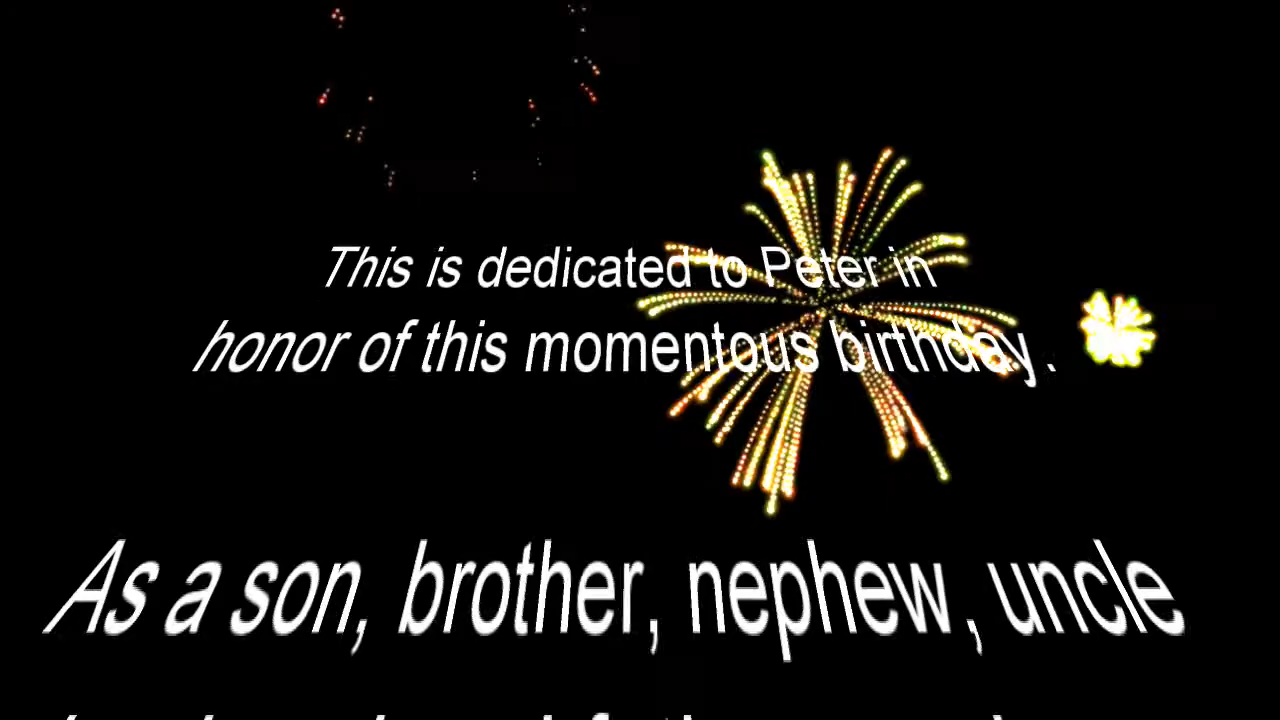 This is dedicated to Peter in
honor of this momentous birthday.
As a son, brother, nephew, uncle